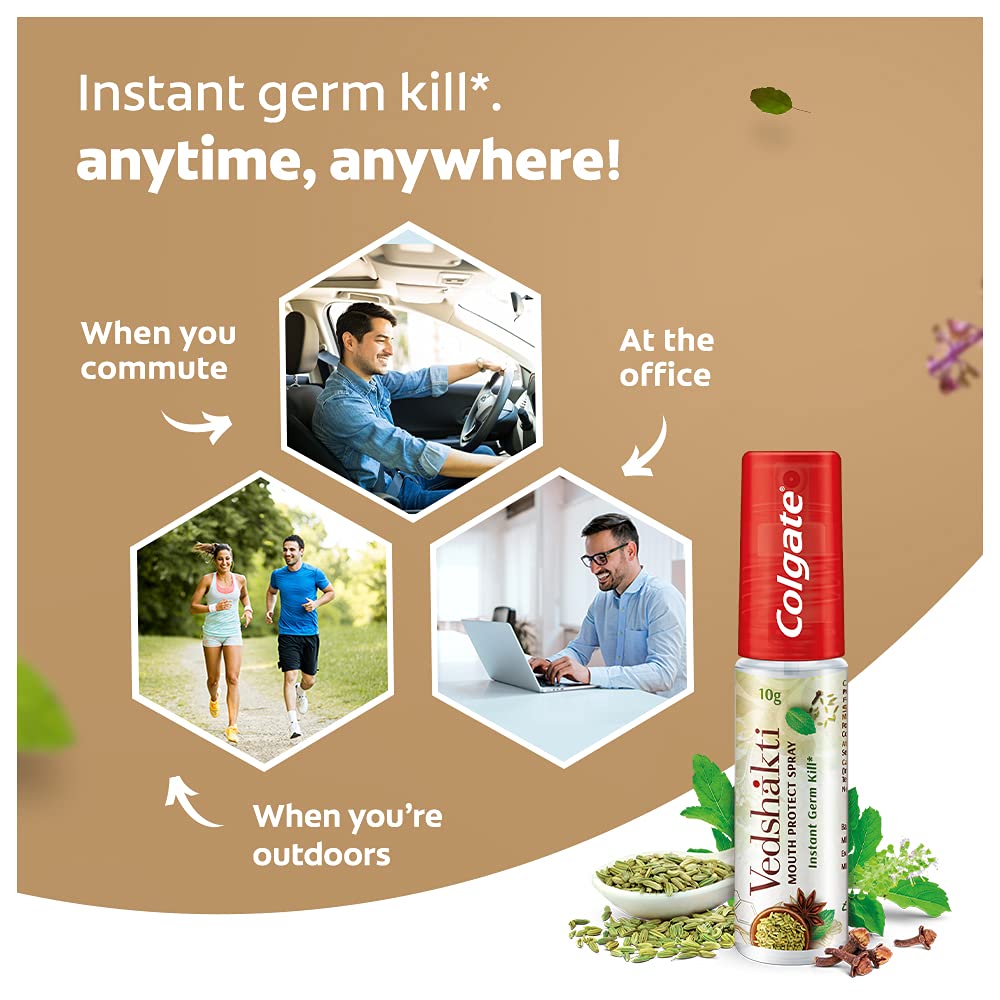 Instant germ kill*.
anytime, anywhere!
When you
commute
At the
office
When you're
outdoors
Colgate®
10g
Vedshakti
MOUTH PROTECT SPRAY
Instant Germ Kill*